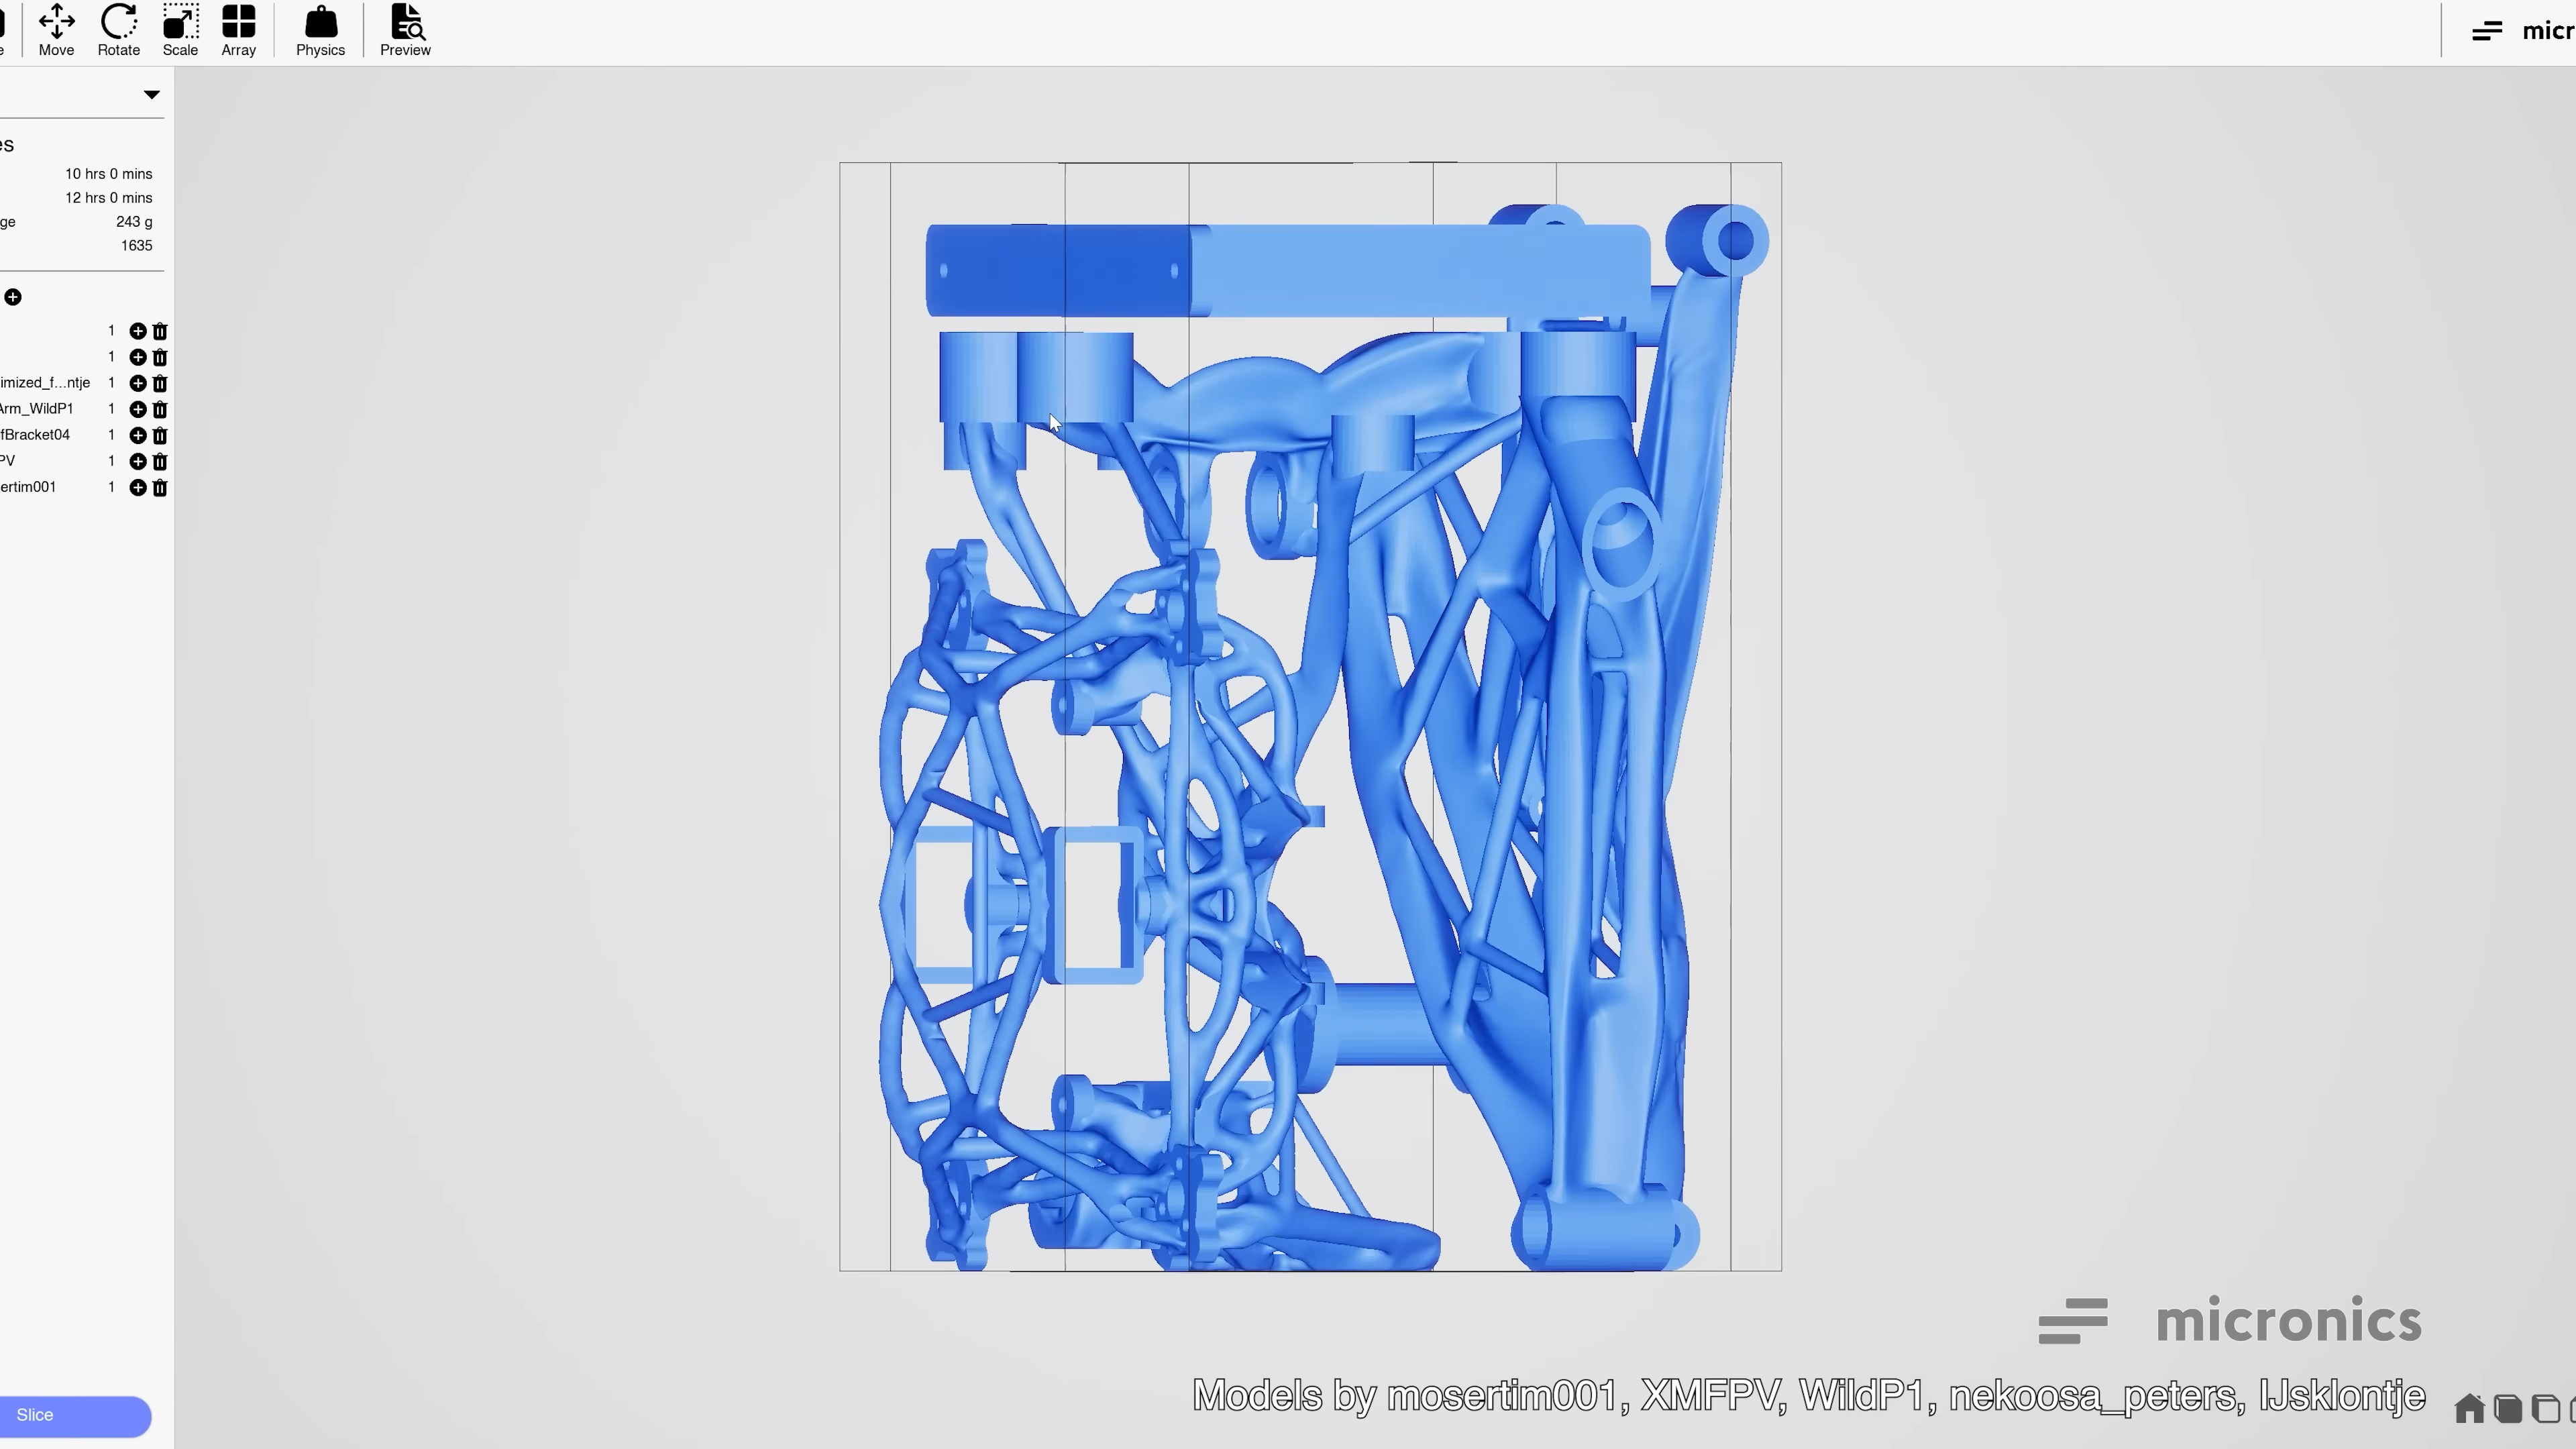 e Move Rotate Scale Array Physics Preview micr
es
10 hrs 0 mins
12 hrs 0 mins
ge 243 g
1635
1
1
imized_f...ntje 1
Arm_WildP1 1
fBracket04 1
PV 1
ertim001 1
Slice
micronics
Models by mosertim001, XMFPV, WildP1, nekoosa_peters, IJsklontje